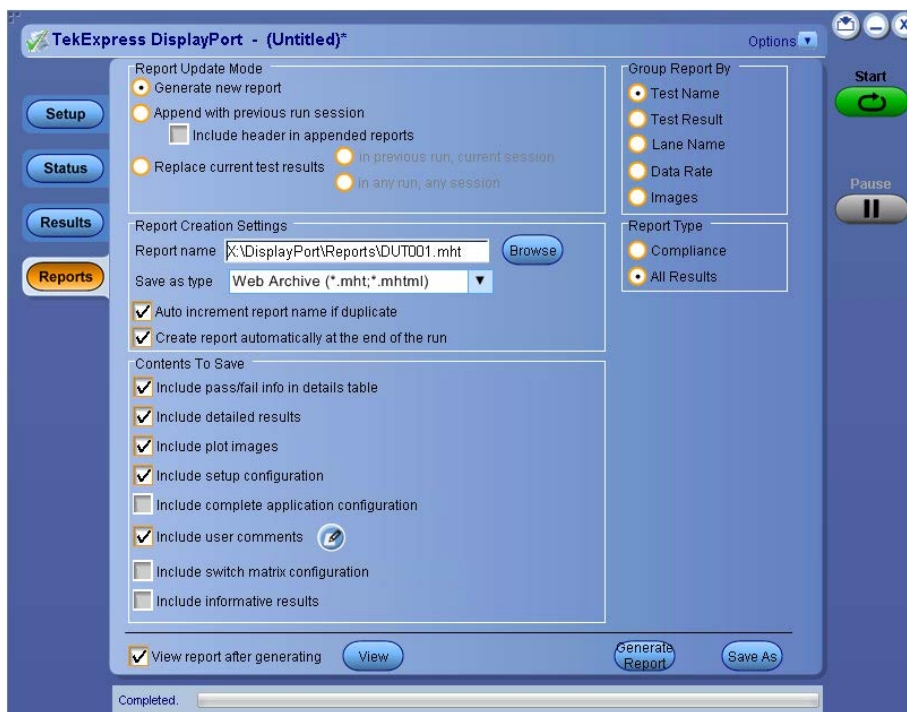 TekExpress DisplayPort - (Untitled)*
Options
Setup
Status
Results
Reports
Report Update Mode
Generate new report
Append with previous run session
Include header in appended reports
Replace current test results
In previous run, current session
In any run, any session
Report Creation Settings
Report name X:\DisplayPort\Reports\DUT001.mht Browse
Save as type Web Archive (*.mht;*.mhtml)
Auto increment report name if duplicate
Create report automatically at the end of the run
Contents To Save
Include pass/fail info in details table
Include detailed results
Include plot images
Include setup configuration
Include complete application configuration
Include user comments
Include switch matrix configuration
Include informative results
Group Report By
Test Name
Test Result
Lane Name
Data Rate
Images
Report Type
Compliance
All Results
Start
Pause
View report after generating View
Generate
Report
Save As
Completed.